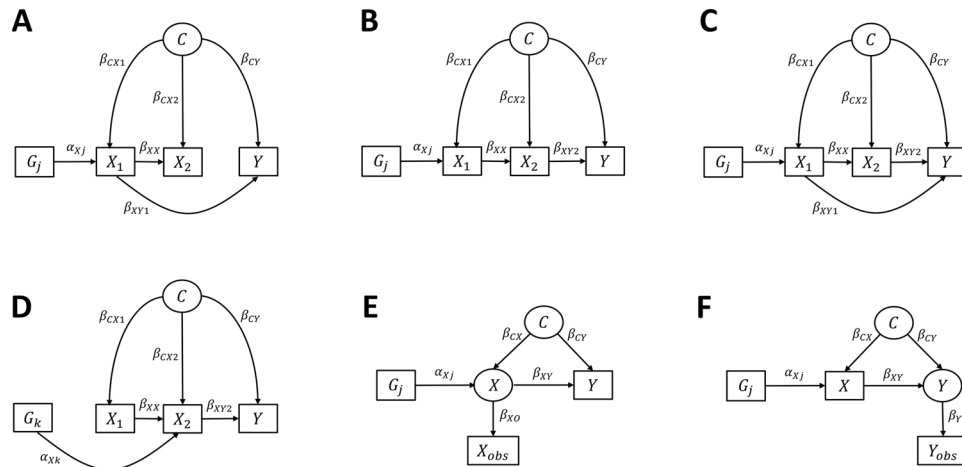 A
C
β_CX1
β_CX2
β_CY
G_j
α_Xj
X_1
β_XX
X_2
Y
β_XY1
B
C
β_CX1
β_CX2
β_CY
G_j
α_Xj
X_1
β_XX
X_2
β_XY2
Y
C
C
β_CX1
β_CX2
β_CY
G_j
α_Xj
X_1
β_XX
X_2
β_XY2
Y
β_XY1
D
C
β_CX1
β_CX2
β_CY
G_k
X_1
β_XX
X_2
β_XY2
Y
α_Xk
E
C
β_CX
β_CY
G_j
α_Xj
X
β_XY
Y
β_XO
X_obs
F
C
β_CX
β_CY
G_j
α_Xj
X
β_XY
Y
Y_obs